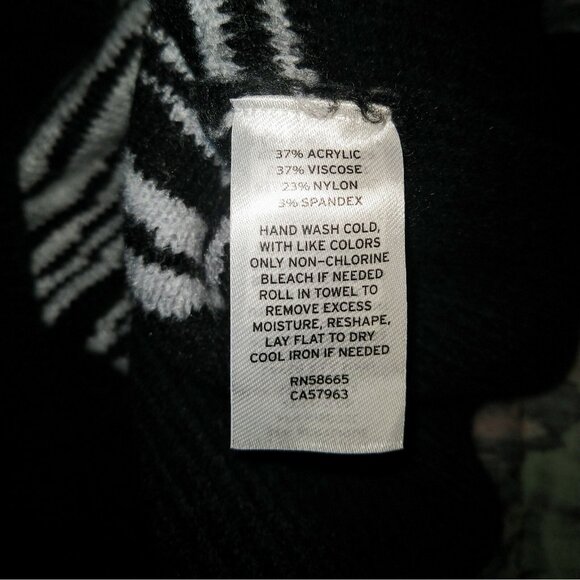 37% ACRYLIC
37% VISCOSE
23% NYLON
3% SPANDEX
HAND WASH COLD,
WITH LIKE COLORS
ONLY NON-CHLORINE
BLEACH IF NEEDED
ROLL IN TOWEL TO
REMOVE EXCESS
MOISTURE, RESHAPE,
LAY FLAT TO DRY
COOL IRON IF NEEDED
RN58665
CA57963